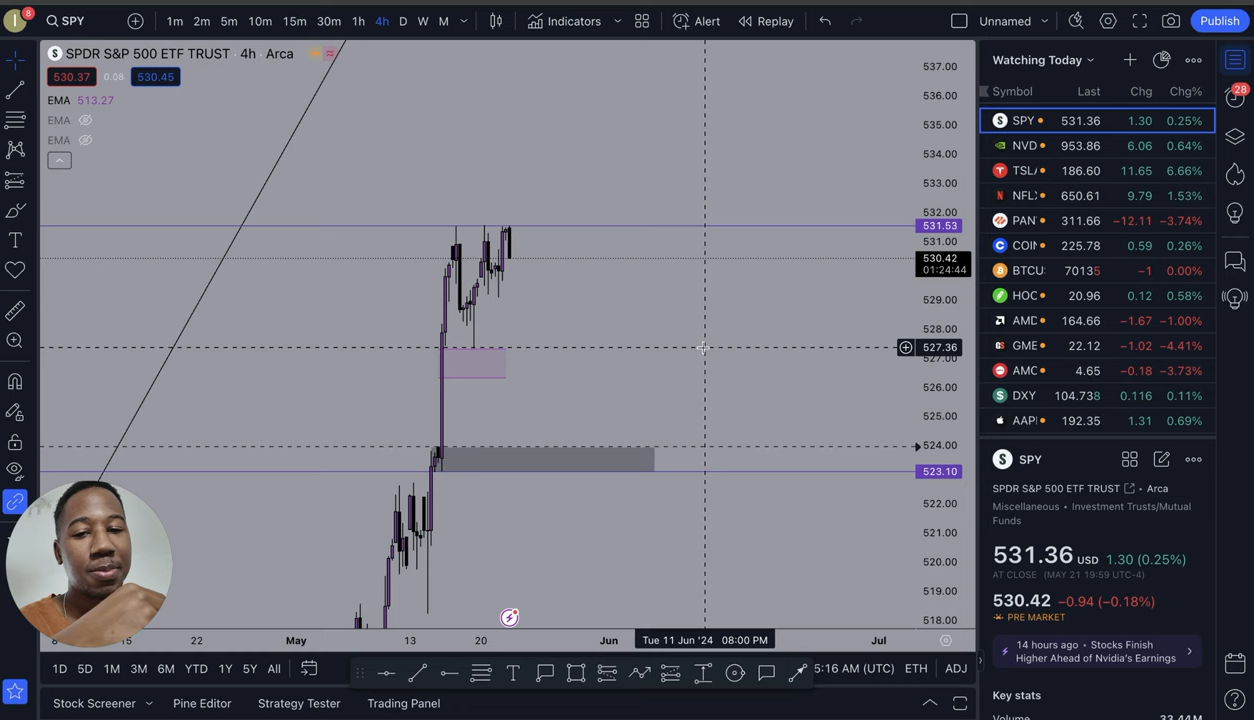 I 8 SPY 1m 2m 5m 10m 15m 30m 1h 4h D W M Indicators Alert Replay Unnamed Publish
S SPDR S&P 500 ETF TRUST · 4h · Arca
530.37 0.08 530.45
EMA 513.27
EMA
EMA
537.00
536.00
535.00
534.00
533.00
532.00
531.53
531.00
530.42
01:24:44
529.00
528.00
527.36
527.00
526.00
525.00
524.00
523.10
522.00
521.00
520.00
519.00
518.00
15 22 May 13 20 Jun Tue 11 Jun '24 08:00 PM Jul
1D 5D 1M 3M 6M YTD 1Y 5Y All 5:16 AM (UTC) ETH ADJ
Stock Screener Pine Editor Strategy Tester Trading Panel
Watching Today
28
Symbol Last Chg Chg%
S SPY 531.36 1.30 0.25%
NVD 953.86 6.06 0.64%
TSL 186.60 11.65 6.66%
NFL 650.61 9.79 1.53%
PAN 311.66 −12.11 −3.74%
COIN 225.78 0.59 0.26%
BTCU 70135 −1 0.00%
HOO 20.96 0.12 0.58%
AMD 164.66 −1.67 −1.00%
GME 22.12 −1.02 −4.41%
AMC 4.65 −0.18 −3.73%
DXY 104.738 0.116 0.11%
AAP 192.35 1.31 0.69%
S SPY
SPDR S&P 500 ETF TRUST • Arca
Miscellaneous • Investment Trusts/Mutual
Funds
531.36 USD 1.30 (0.25%)
AT CLOSE (MAY 21 19:59 UTC-4)
530.42 −0.94 (−0.18%)
PRE MARKET
14 hours ago • Stocks Finish
Higher Ahead of Nvidia's Earnings
Key stats
Volume 33.44M